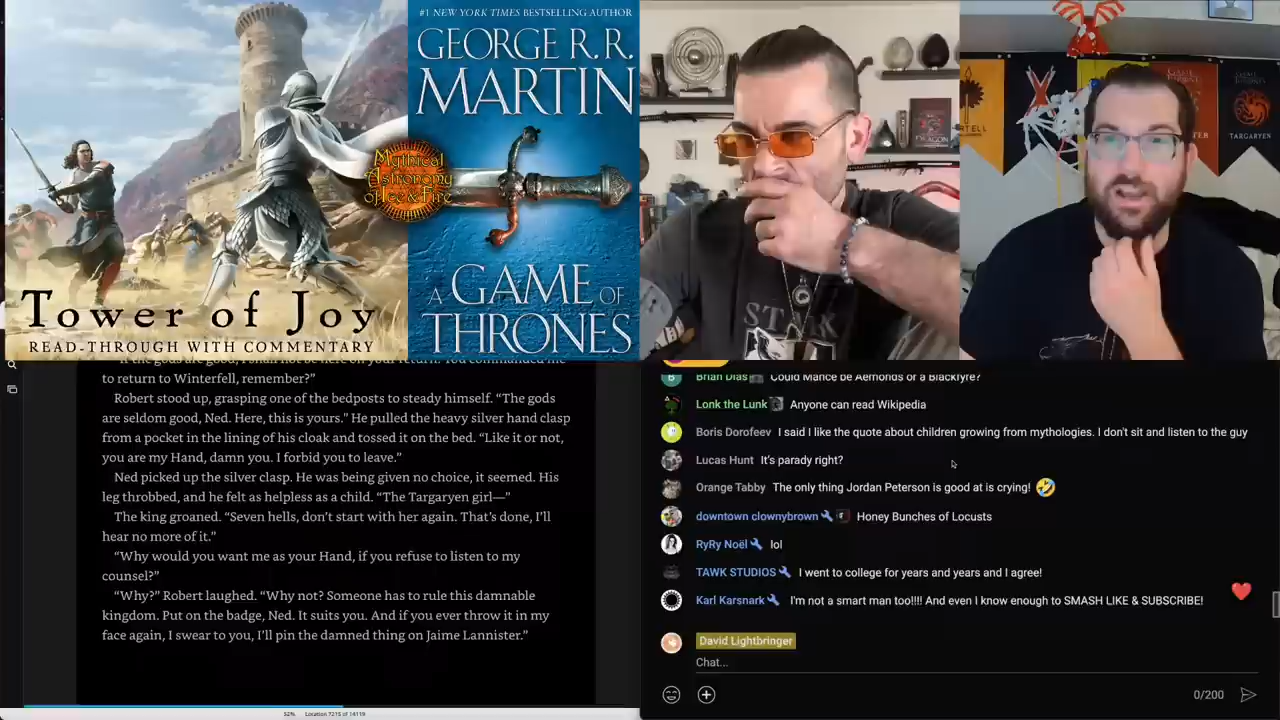 Tower of Joy
READ-THROUGH WITH COMMENTARY
Mythical
Astronomy
of Ice & Fire
#1 NEW YORK TIMES BESTSELLING AUTHOR
GEORGE R.R.
MARTIN
A GAME OF
THRONES
STARK
DRAGON
TARGARYEN
to return to Winterfell, remember?”
Robert stood up, grasping one of the bedposts to steady himself. “The gods
are seldom good, Ned. Here, this is yours." He pulled the heavy silver hand clasp
from a pocket in the lining of his cloak and tossed it on the bed. “Like it or not,
you are my Hand, damn you. I forbid you to leave.”
Ned picked up the silver clasp. He was being given no choice, it seemed. His
leg throbbed, and he felt as helpless as a child. “The Targaryen girl—”
The king groaned. “Seven hells, don’t start with her again. That’s done, I’ll
hear no more of it.”
“Why would you want me as your Hand, if you refuse to listen to my
counsel?”
“Why?” Robert laughed. “Why not? Someone has to rule this damnable
kingdom. Put on the badge, Ned. It suits you. And if you ever throw it in my
face again, I swear to you, I’ll pin the damned thing on Jaime Lannister.”
52% Location 7215 of 14119
Brian Dias Could Mance be Aemonds or a Blackfyre?
Lonk the Lunk Anyone can read Wikipedia
Boris Dorofeev I said I like the quote about children growing from mythologies. I don't sit and listen to the guy
Lucas Hunt It's parady right?
Orange Tabby The only thing Jordan Peterson is good at is crying! 🤣
downtown clownybrown Honey Bunches of Locusts
RyRy Noël lol
TAWK STUDIOS I went to college for years and years and I agree!
Karl Karsnark I'm not a smart man too!!!! And even I know enough to SMASH LIKE & SUBSCRIBE!
David Lightbringer
Chat...
0/200